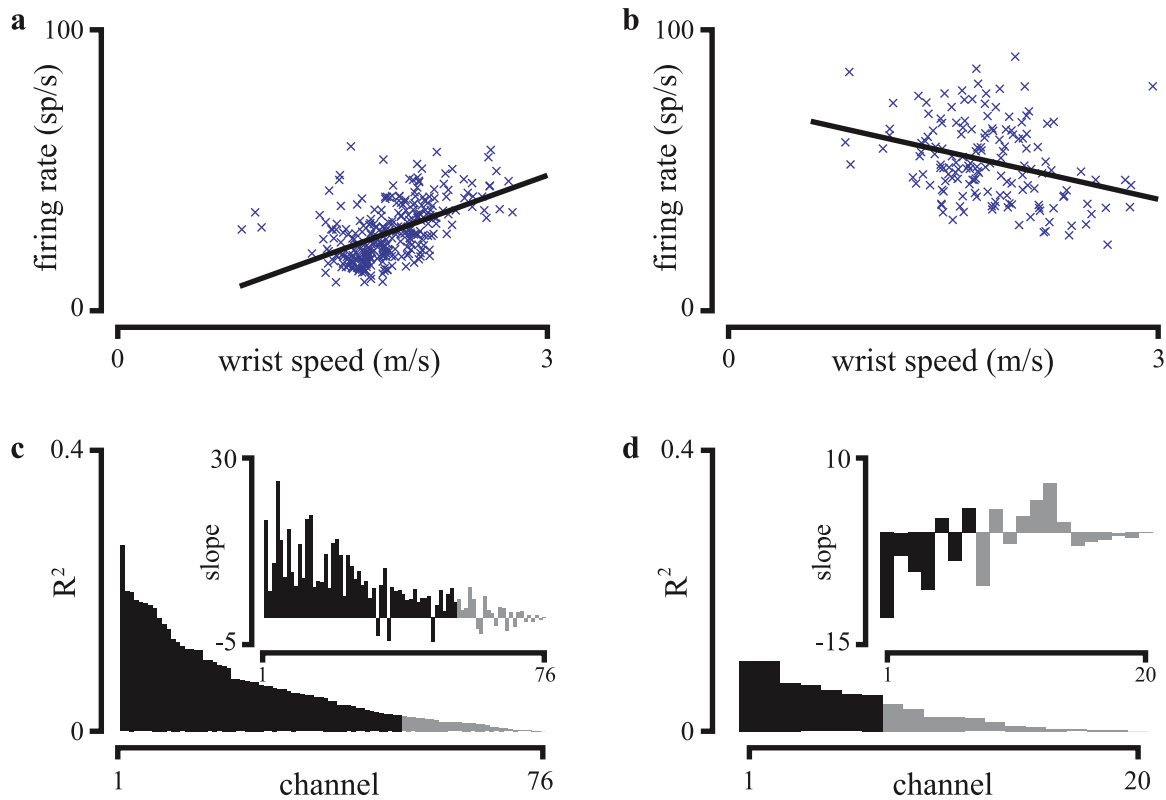 a
100
firing rate (sp/s)
0
0
wrist speed (m/s)
3
b
100
firing rate (sp/s)
0
0
wrist speed (m/s)
3
c
0.4
R²
0
30
slope
-5
1
76
1
channel
76
d
0.4
R²
0
10
slope
-15
1
20
1
channel
20